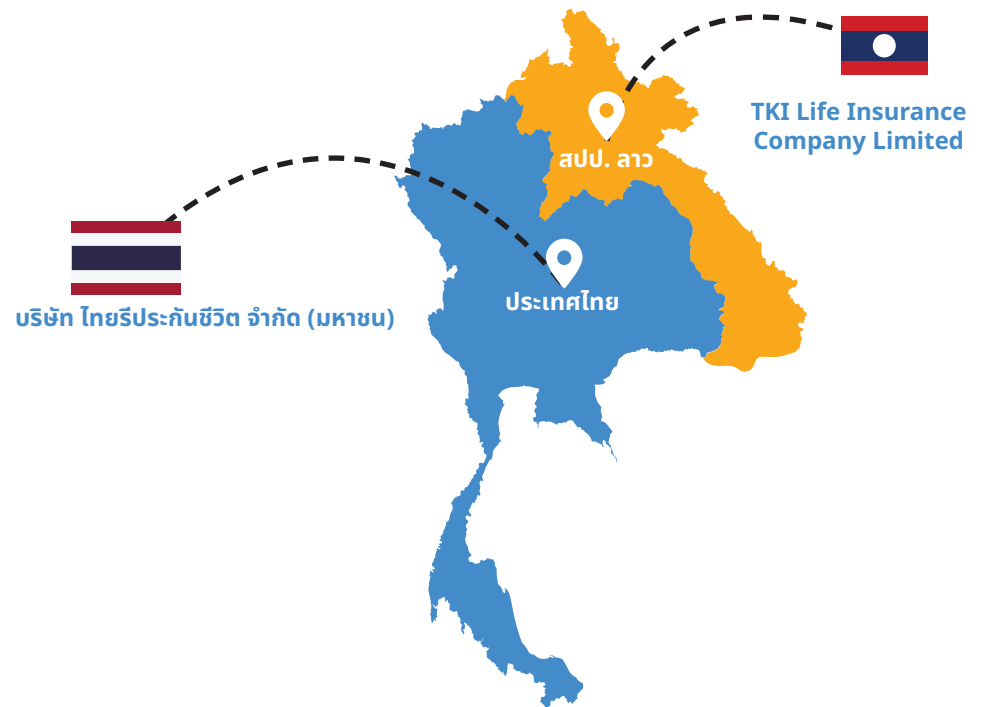 TKI Life Insurance
Company Limited
สปป. ลาว
ประเทศไทย
บริษัท ไทยรีประกันชีวิต จำกัด (มหาชน)